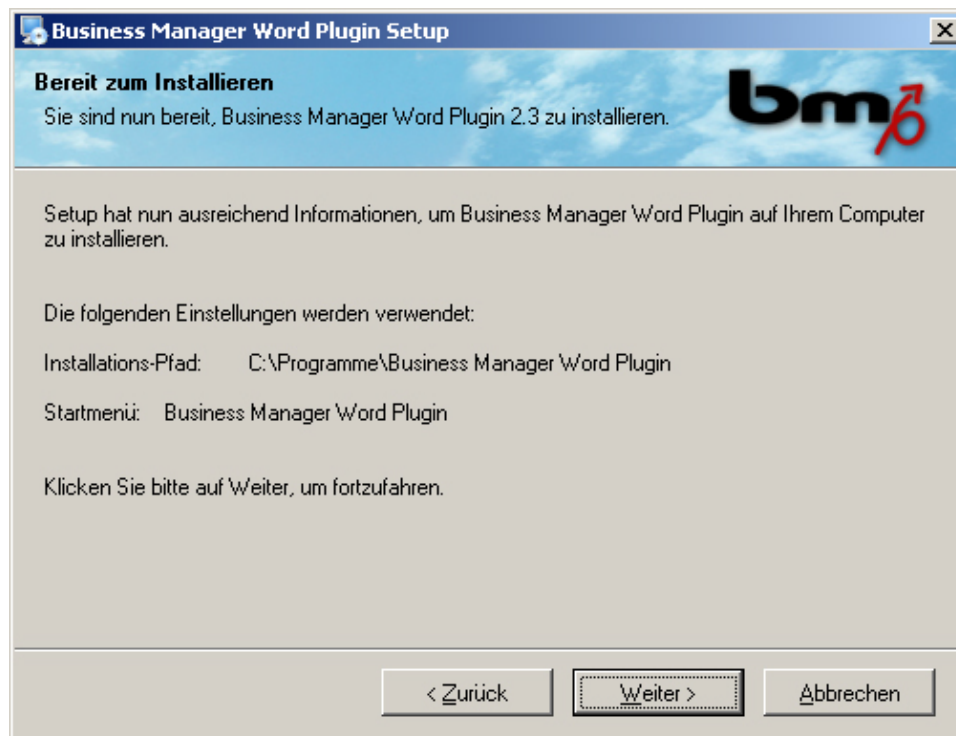 Business Manager Word Plugin Setup
Bereit zum Installieren
Sie sind nun bereit, Business Manager Word Plugin 2.3 zu installieren.
bm6
Setup hat nun ausreichend Informationen, um Business Manager Word Plugin auf Ihrem Computer
zu installieren.
Die folgenden Einstellungen werden verwendet:
Installations-Pfad: C:\Programme\Business Manager Word Plugin
Startmenü: Business Manager Word Plugin
Klicken Sie bitte auf Weiter, um fortzufahren.
< Zurück Weiter > Abbrechen